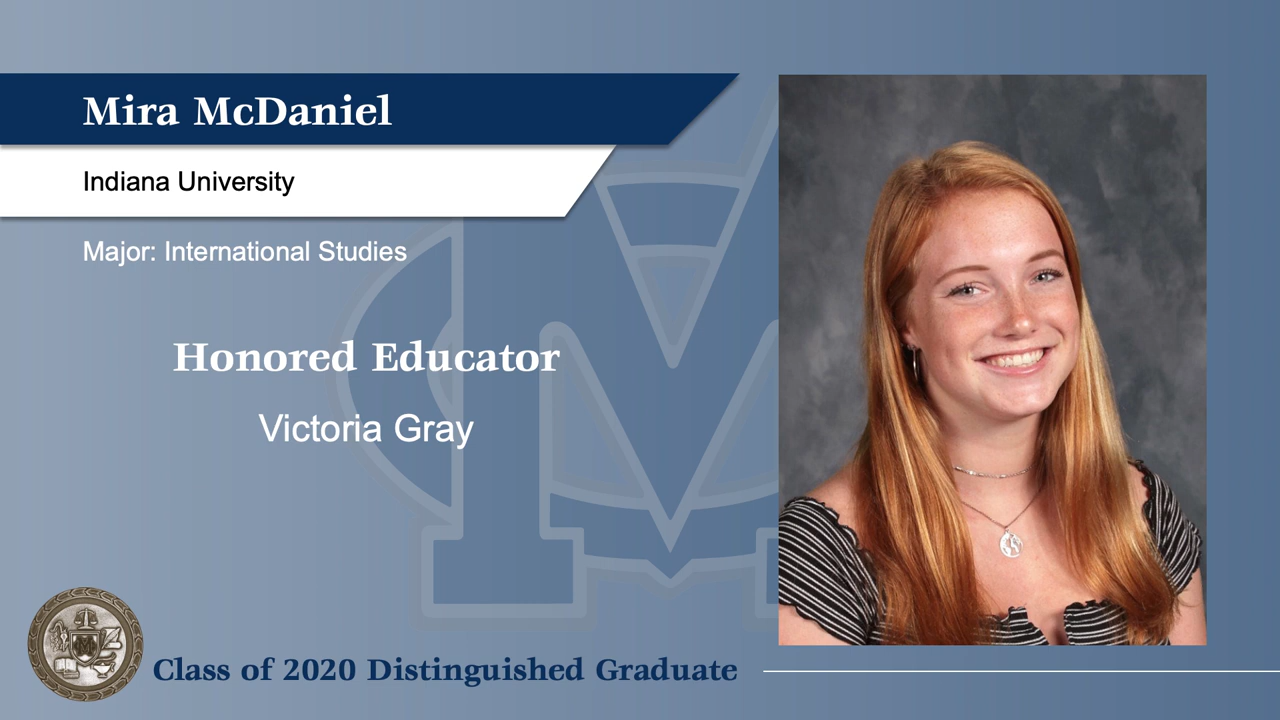 Mira McDaniel
Indiana University
Major: International Studies
Honored Educator
Victoria Gray
Class of 2020 Distinguished Graduate